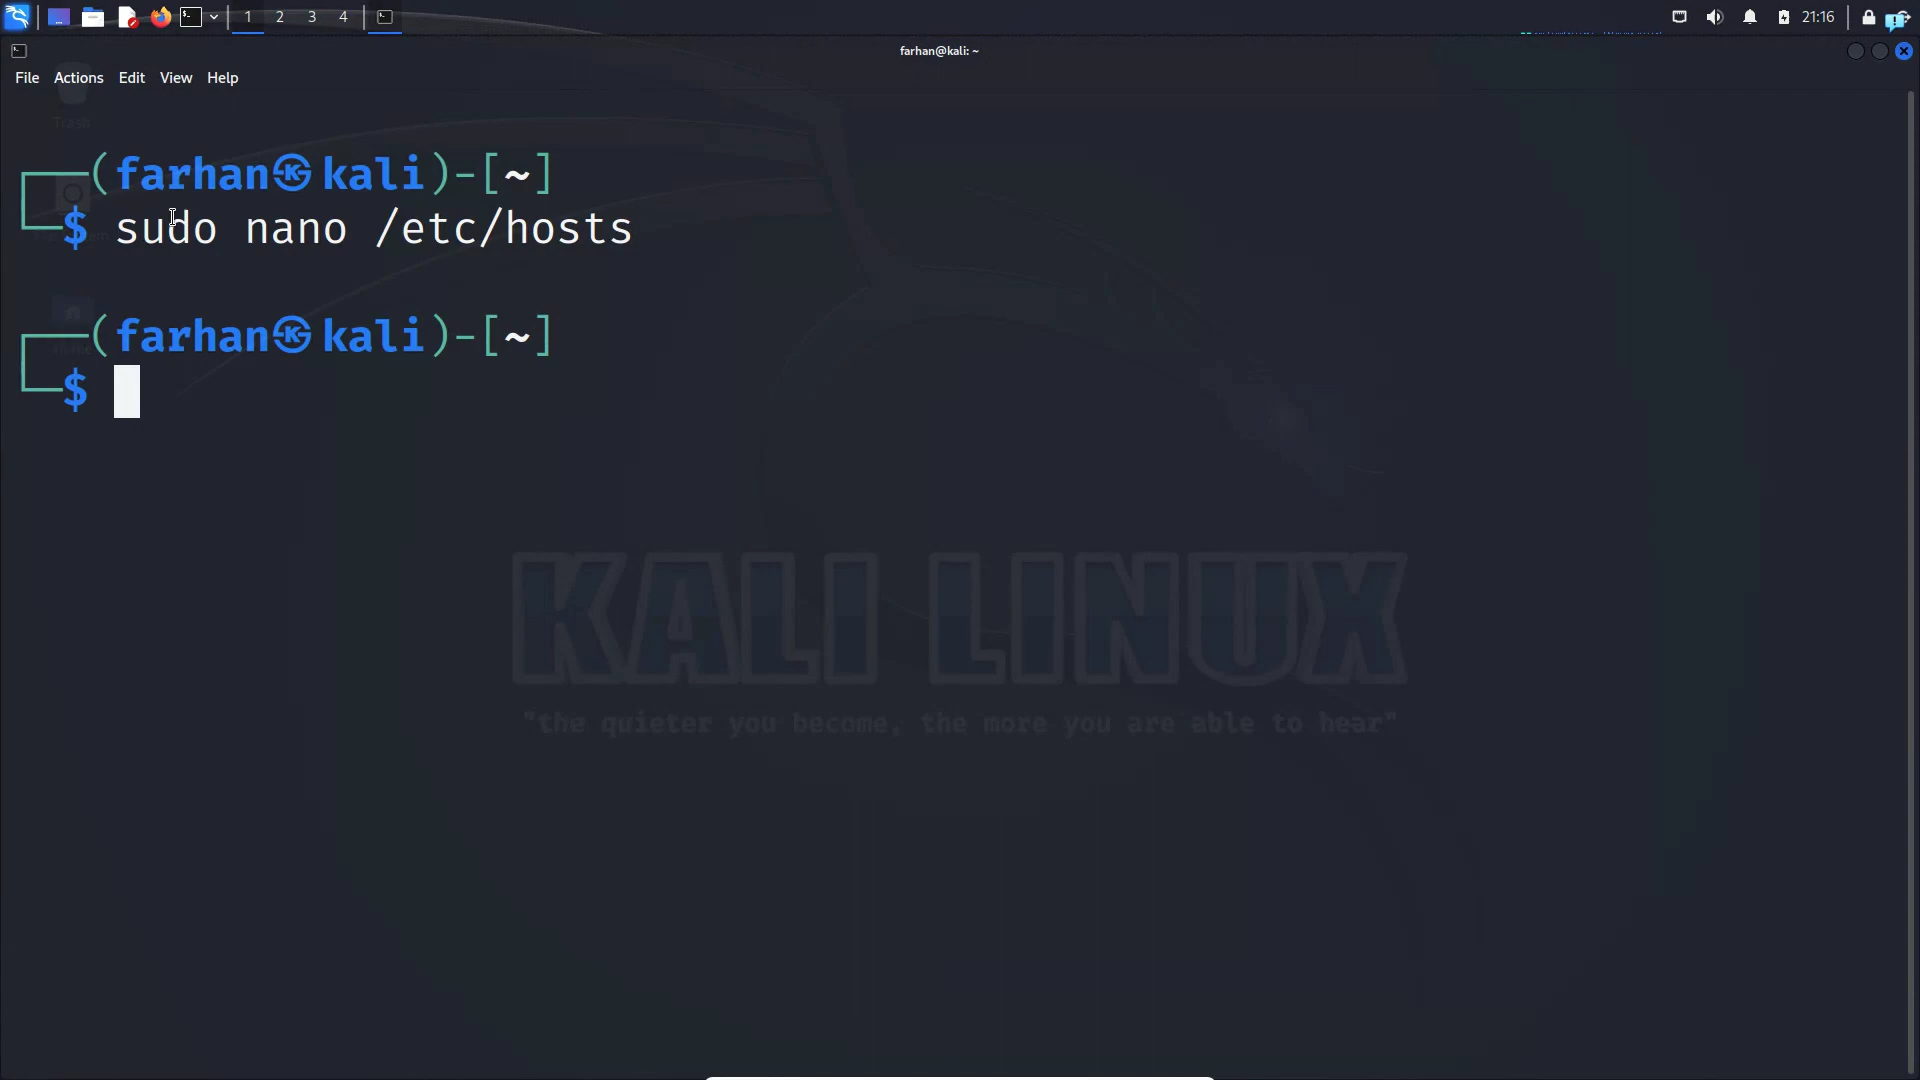 1 2 3 4
21:16
farhan@kali: ~
File Actions Edit View Help
Trash
┌──(farhan㉿kali)-[~]
└─$ sudo nano /etc/hosts
┌──(farhan㉿kali)-[~]
└─$
KALI LINUX
"the quieter you become, the more you are able to hear"